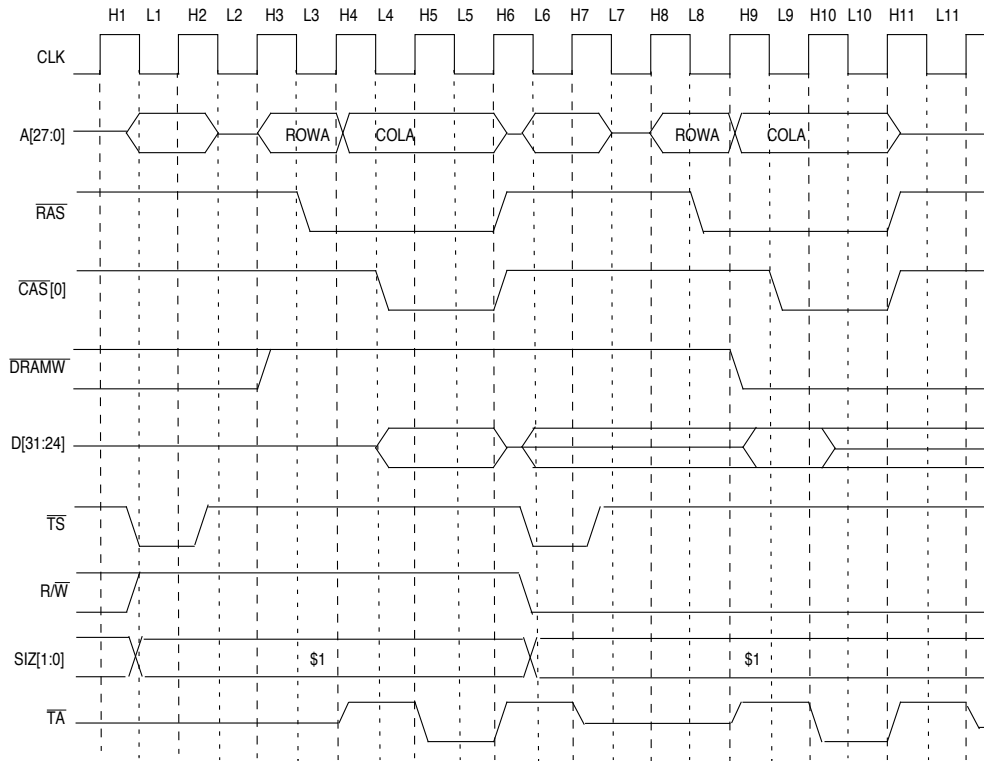 H1 L1 H2 L2 H3 L3 H4 L4 H5 L5 H6 L6 H7 L7 H8 L8 H9 L9 H10 L10 H11 L11
CLK
A[27:0] ROWA COLA ROWA COLA
RAS
CAS[0]
DRAMW
D[31:24]
TS
R/W
SIZ[1:0] $1 $1
TA